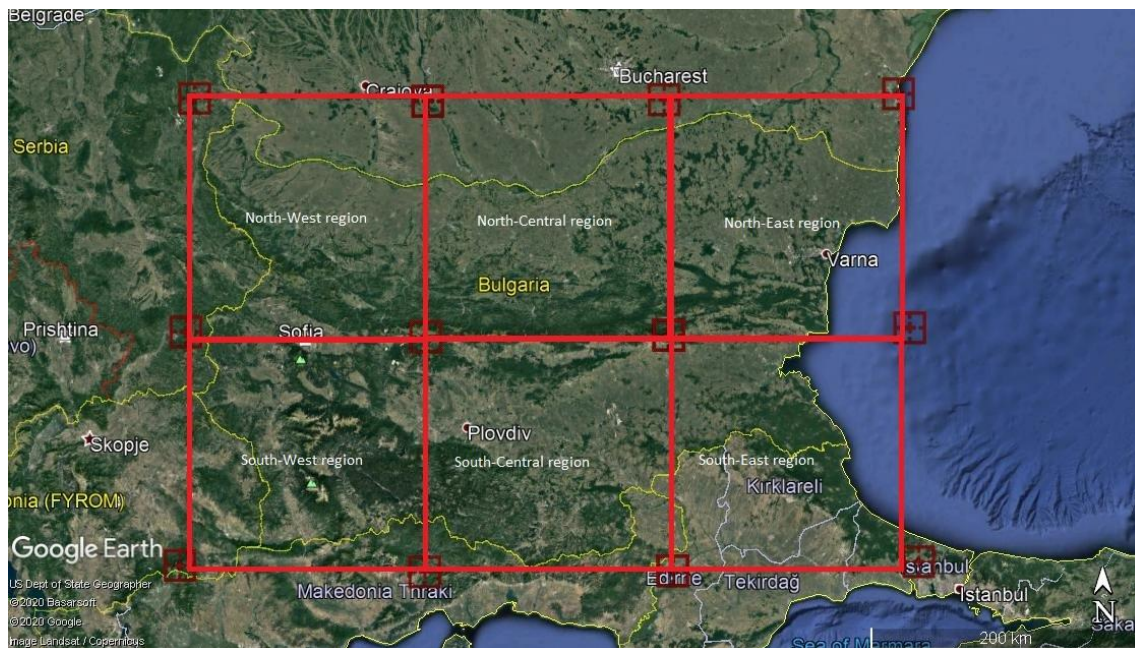 Belgrade
Bucharest
Craiova
Serbia
North-West region
North-Central region
North-East region
Varna
Bulgaria
Prishtina
vo)
Sofia
Skopje
Plovdiv
South-West region
South-Central region
South-East region
Kırklareli
onia (FYROM)
Google Earth
US Dept of State Geographer
©2020 Basarsoft
©2020 Google
Image Landsat / Copernicus
Makedonia Thraki
Edirne
Tekirdağ
Istanbul
Istanbul
N
200 km
Saka
Sea of Marmara